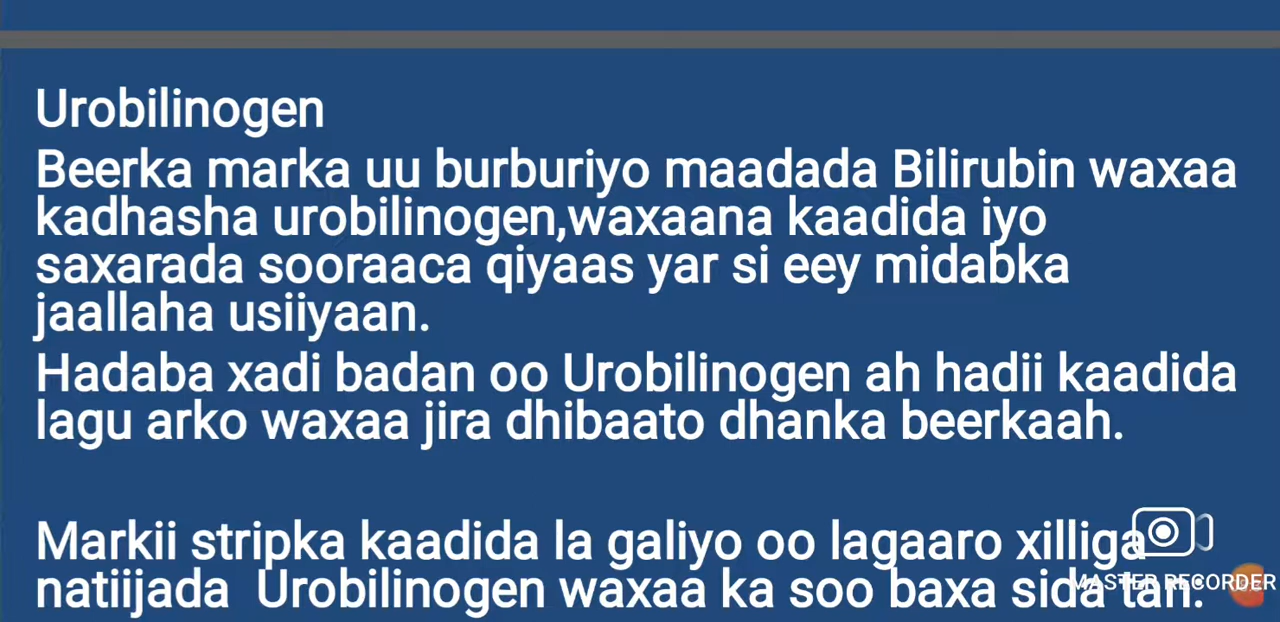 Urobilinogen
Beerka marka uu burburiyo maadada Bilirubin waxaa
kadhasha urobilinogen,waxaana kaadida iyo
saxarada sooraaca qiyaas yar si eey midabka
jaallaha usiiyaan.
Hadaba xadi badan oo Urobilinogen ah hadii kaadida
lagu arko waxaa jira dhibaato dhanka beerkaah.
Markii stripka kaadida la galiyo oo lagaaro xilliga
natiijada Urobilinogen waxaa ka soo baxa sida tan.
MASTER RECORDER